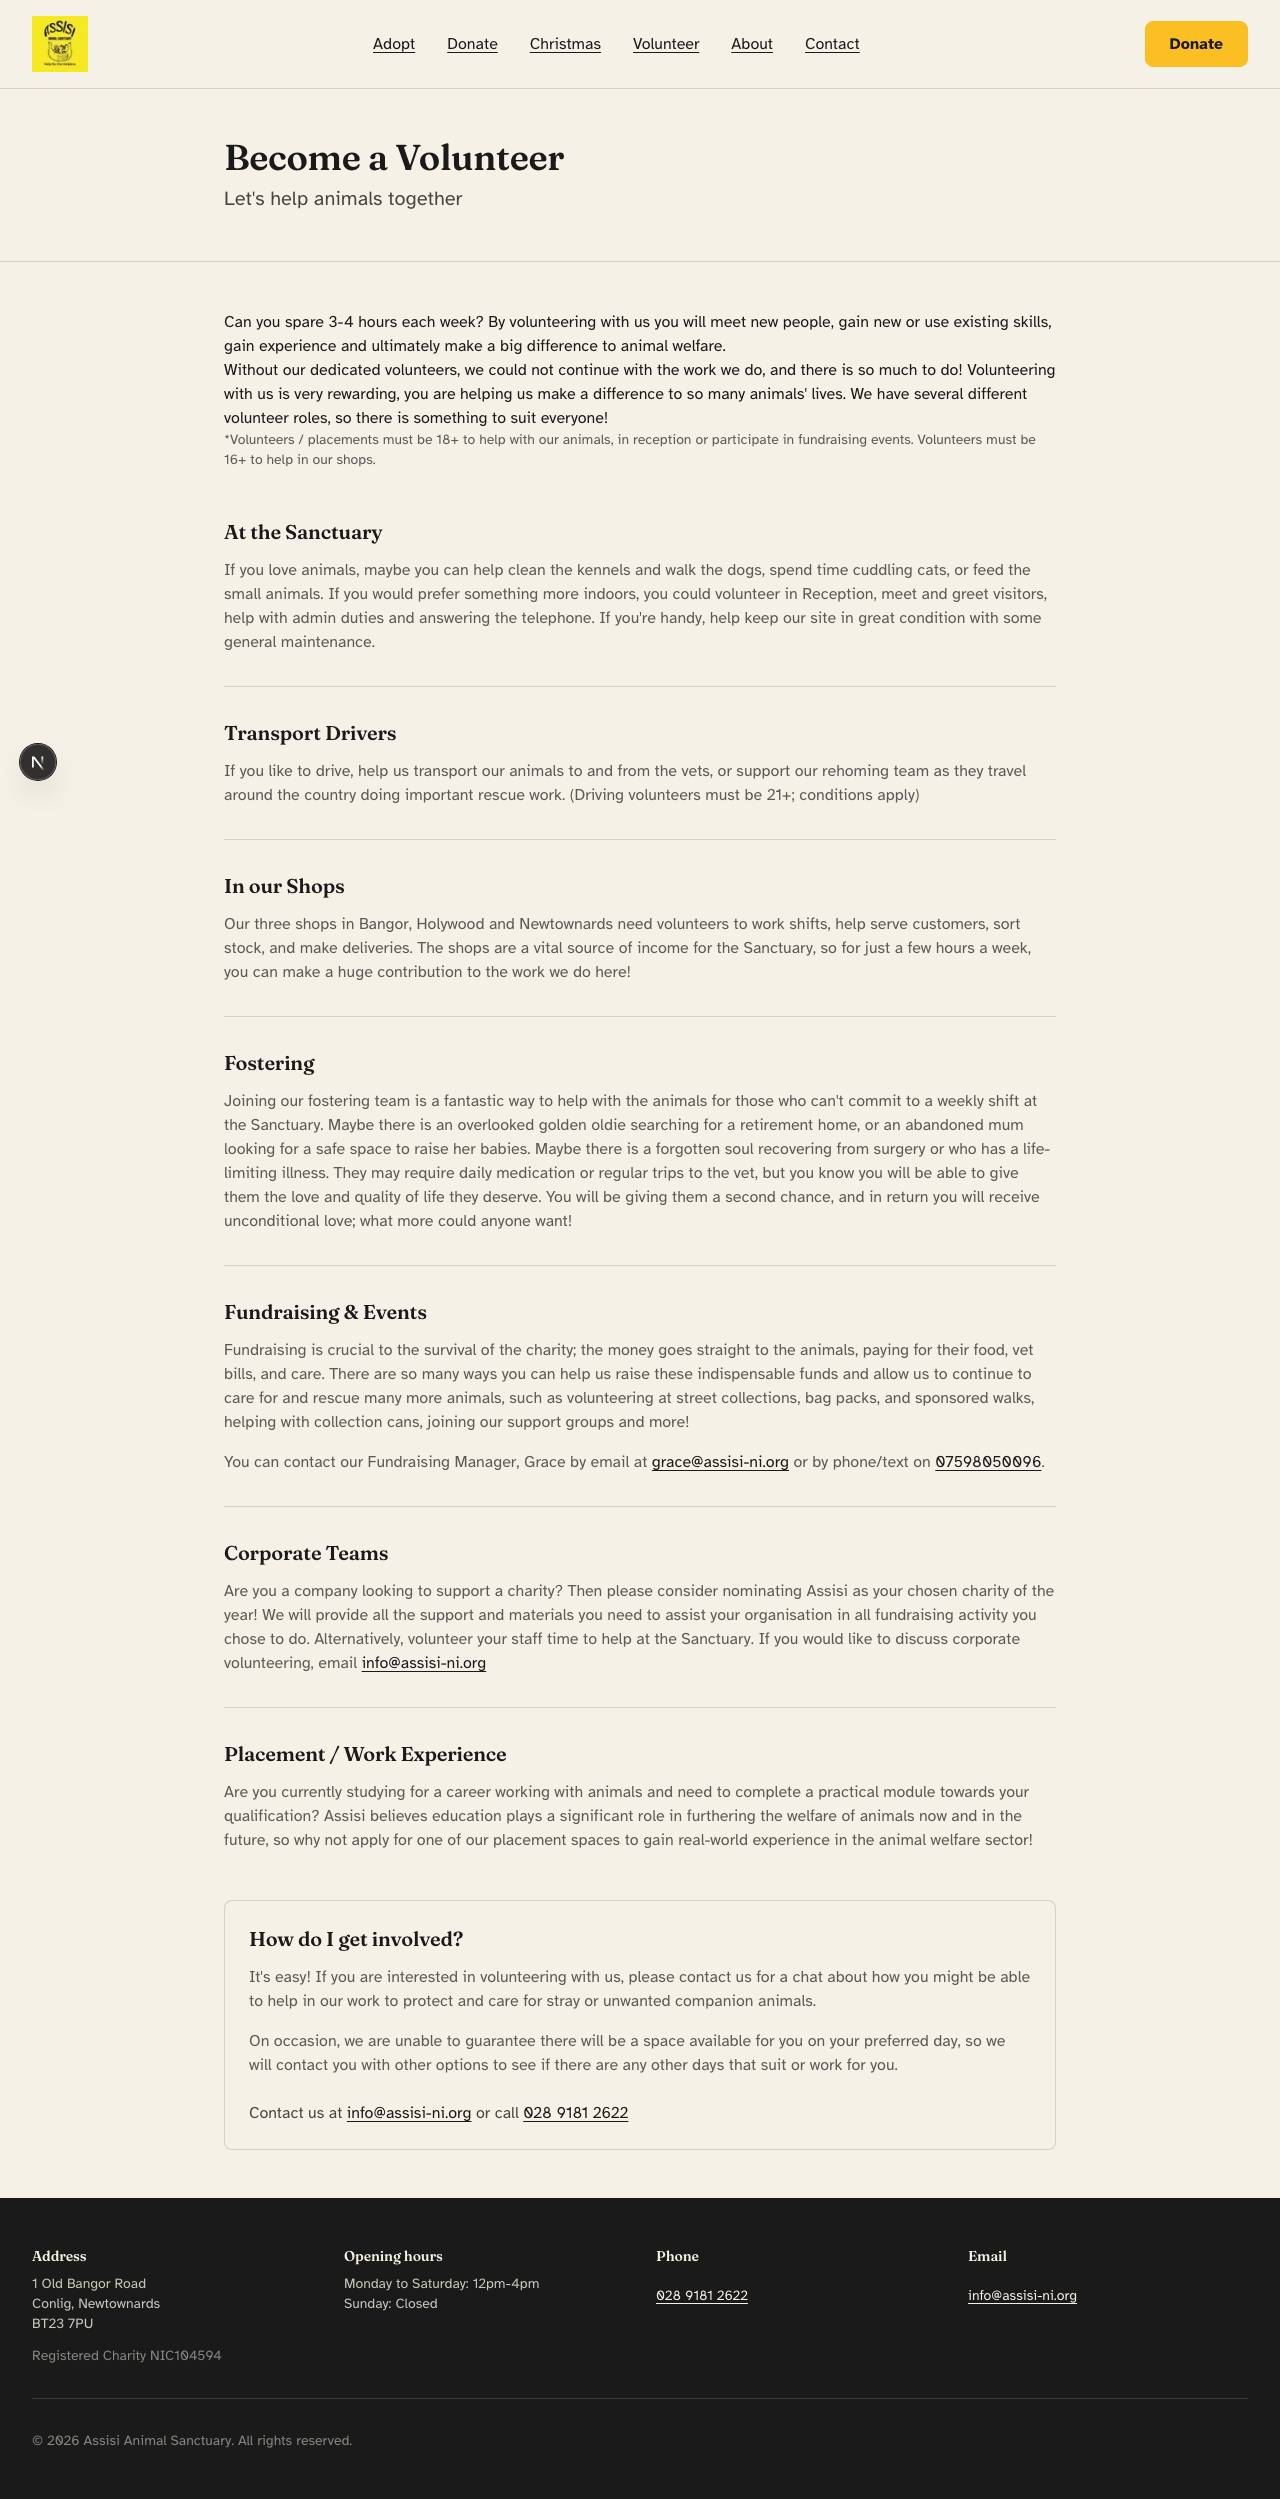 ASSISI
Adopt
Donate
Christmas
Volunteer
About
Contact
Donate
Become a Volunteer
Let's help animals together
Can you spare 3-4 hours each week? By volunteering with us you will meet new people, gain new or use existing skills,
gain experience and ultimately make a big difference to animal welfare.
Without our dedicated volunteers, we could not continue with the work we do, and there is so much to do! Volunteering
with us is very rewarding, you are helping us make a difference to so many animals' lives. We have several different
volunteer roles, so there is something to suit everyone!
*Volunteers / placements must be 18+ to help with our animals, in reception or participate in fundraising events. Volunteers must be
16+ to help in our shops.
At the Sanctuary
If you love animals, maybe you can help clean the kennels and walk the dogs, spend time cuddling cats, or feed the
small animals. If you would prefer something more indoors, you could volunteer in Reception, meet and greet visitors,
help with admin duties and answering the telephone. If you're handy, help keep our site in great condition with some
general maintenance.
Transport Drivers
If you like to drive, help us transport our animals to and from the vets, or support our rehoming team as they travel
around the country doing important rescue work. (Driving volunteers must be 21+; conditions apply)
In our Shops
Our three shops in Bangor, Holywood and Newtownards need volunteers to work shifts, help serve customers, sort
stock, and make deliveries. The shops are a vital source of income for the Sanctuary, so for just a few hours a week,
you can make a huge contribution to the work we do here!
Fostering
Joining our fostering team is a fantastic way to help with the animals for those who can't commit to a weekly shift at
the Sanctuary. Maybe there is an overlooked golden oldie searching for a retirement home, or an abandoned mum
looking for a safe space to raise her babies. Maybe there is a forgotten soul recovering from surgery or who has a life-
limiting illness. They may require daily medication or regular trips to the vet, but you know you will be able to give
them the love and quality of life they deserve. You will be giving them a second chance, and in return you will receive
unconditional love; what more could anyone want!
Fundraising & Events
Fundraising is crucial to the survival of the charity; the money goes straight to the animals, paying for their food, vet
bills, and care. There are so many ways you can help us raise these indispensable funds and allow us to continue to
care for and rescue many more animals, such as volunteering at street collections, bag packs, and sponsored walks,
helping with collection cans, joining our support groups and more!
You can contact our Fundraising Manager, Grace by email at grace@assisi-ni.org or by phone/text on 07598050096.
Corporate Teams
Are you a company looking to support a charity? Then please consider nominating Assisi as your chosen charity of the
year! We will provide all the support and materials you need to assist your organisation in all fundraising activity you
chose to do. Alternatively, volunteer your staff time to help at the Sanctuary. If you would like to discuss corporate
volunteering, email info@assisi-ni.org
Placement / Work Experience
Are you currently studying for a career working with animals and need to complete a practical module towards your
qualification? Assisi believes education plays a significant role in furthering the welfare of animals now and in the
future, so why not apply for one of our placement spaces to gain real-world experience in the animal welfare sector!
How do I get involved?
It's easy! If you are interested in volunteering with us, please contact us for a chat about how you might be able
to help in our work to protect and care for stray or unwanted companion animals.
On occasion, we are unable to guarantee there will be a space available for you on your preferred day, so we
will contact you with other options to see if there are any other days that suit or work for you.
Contact us at info@assisi-ni.org or call 028 9181 2622
Address
1 Old Bangor Road
Conlig, Newtownards
BT23 7PU
Registered Charity NIC104594
Opening hours
Monday to Saturday: 12pm-4pm
Sunday: Closed
Phone
028 9181 2622
Email
info@assisi-ni.org
© 2026 Assisi Animal Sanctuary. All rights reserved.